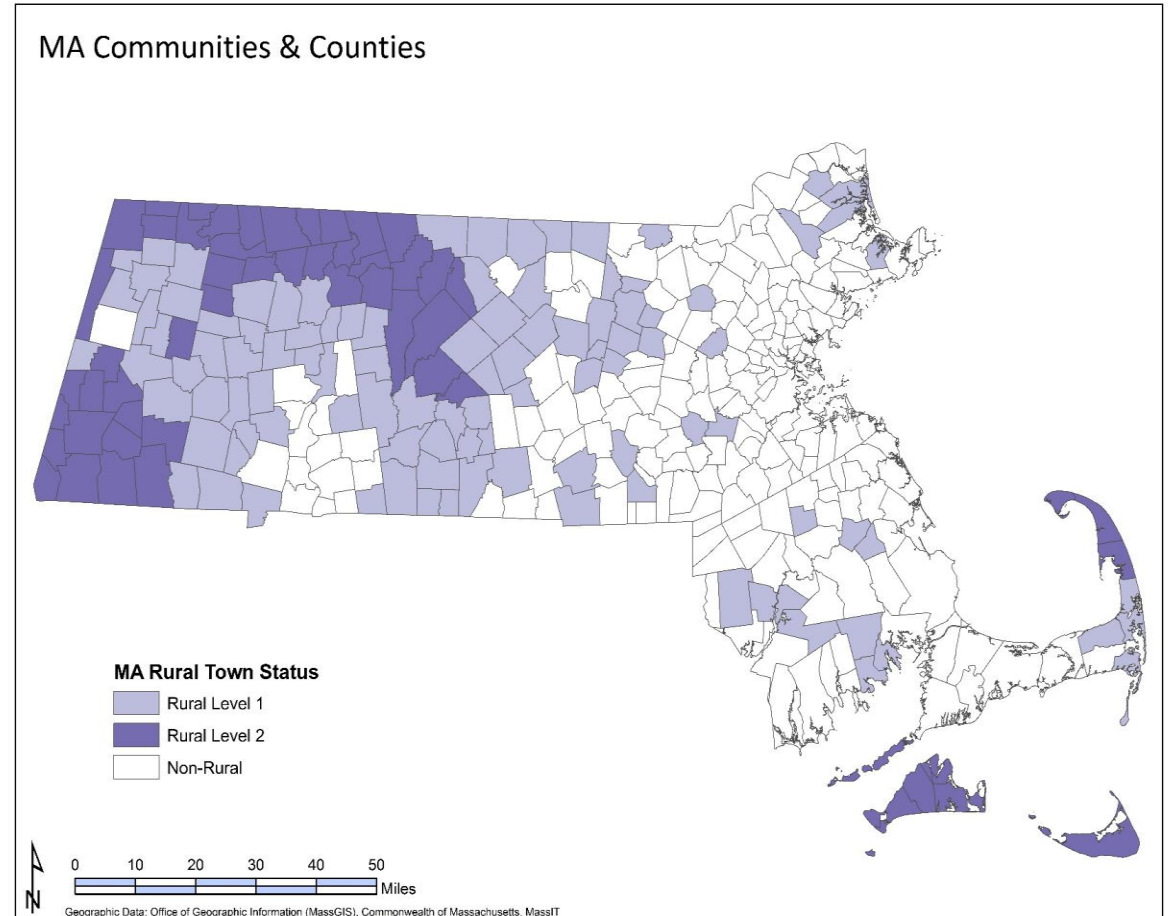 MA Communities & Counties
MA Rural Town Status
Rural Level 1
Rural Level 2
Non-Rural
N
0 10 20 30 40 50
Miles
Geographic Data: Office of Geographic Information (MassGIS), Commonwealth of Massachusetts, MassIT